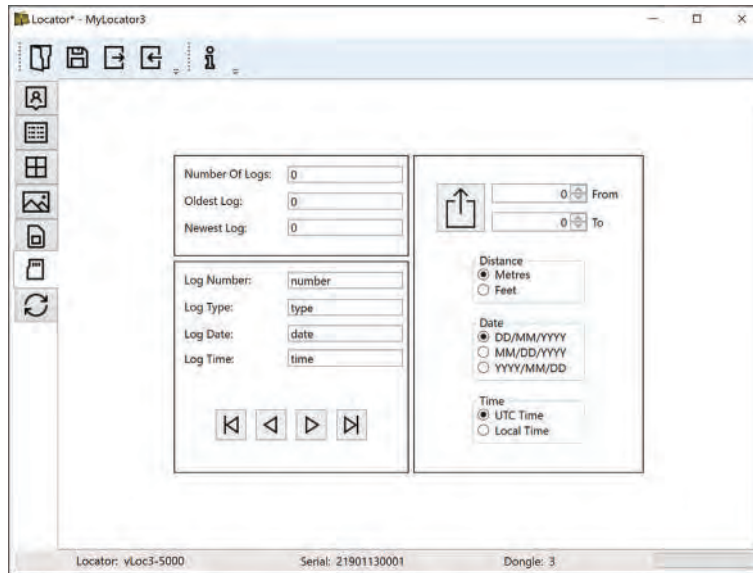 Locator* - MyLocator3
Number Of Logs: 0
Oldest Log: 0
Newest Log: 0
Log Number: number
Log Type: type
Log Date: date
Log Time: time
0 From
0 To
Distance
Metres
Feet
Date
DD/MM/YYYY
MM/DD/YYYY
YYYY/MM/DD
Time
UTC Time
Local Time
Locator: vLoc3-5000 Serial: 21901130001 Dongle: 3